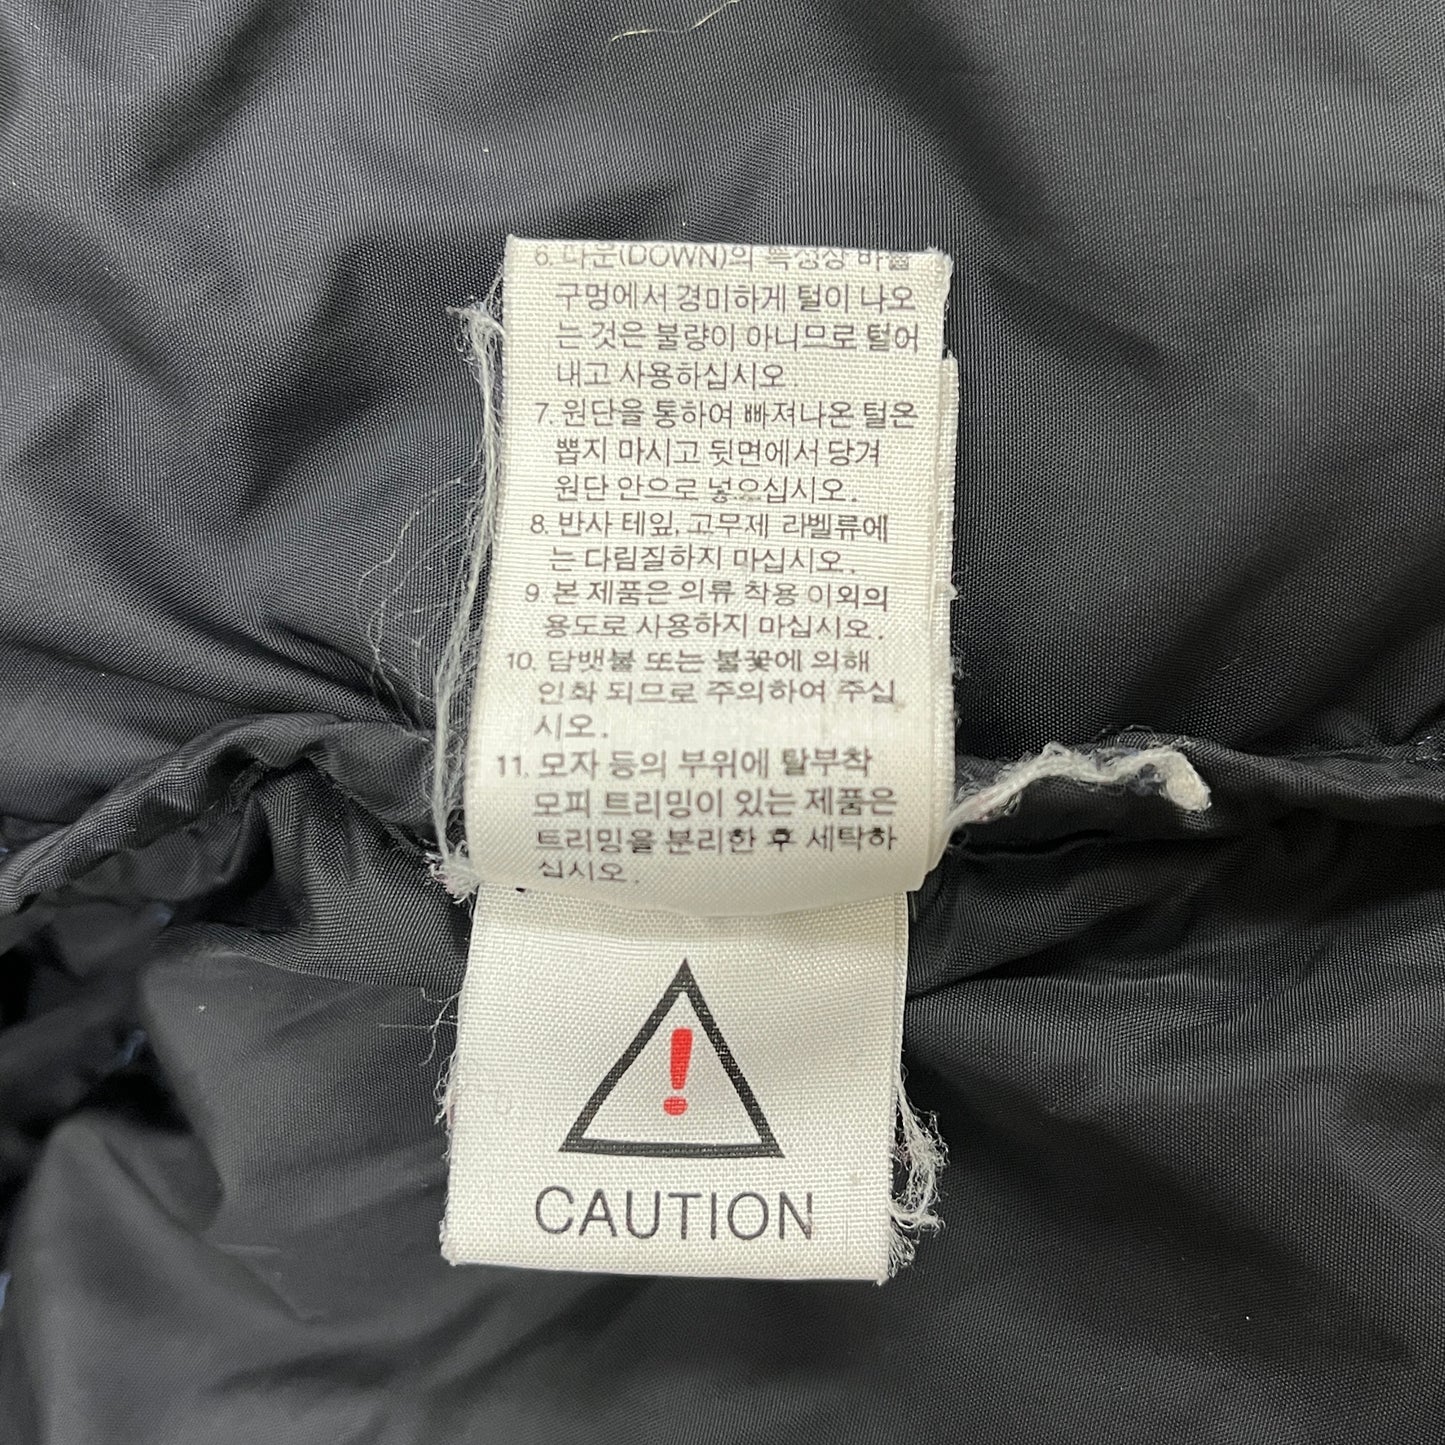 6. 다운(DOWN)의 특성상 바늘
구멍에서 경미하게 털이 나오
는 것은 불량이 아니므로 털어
내고 사용하십시오.
7. 원단을 통하여 빠져나온 털은
뽑지 마시고 뒷면에서 당겨
원단 안으로 넣으십시오.
8. 반사 테잎, 고무제 라벨류에
는 다림질하지 마십시오.
9. 본 제품은 의류 착용 이외의
용도로 사용하지 마십시오.
10. 담뱃불 또는 불꽃에 의해
인화 되므로 주의하여 주십
시오.
11. 모자 등의 부위에 탈부착
모피 트리밍이 있는 제품은
트리밍을 분리한 후 세탁하
십시오.
!
CAUTION